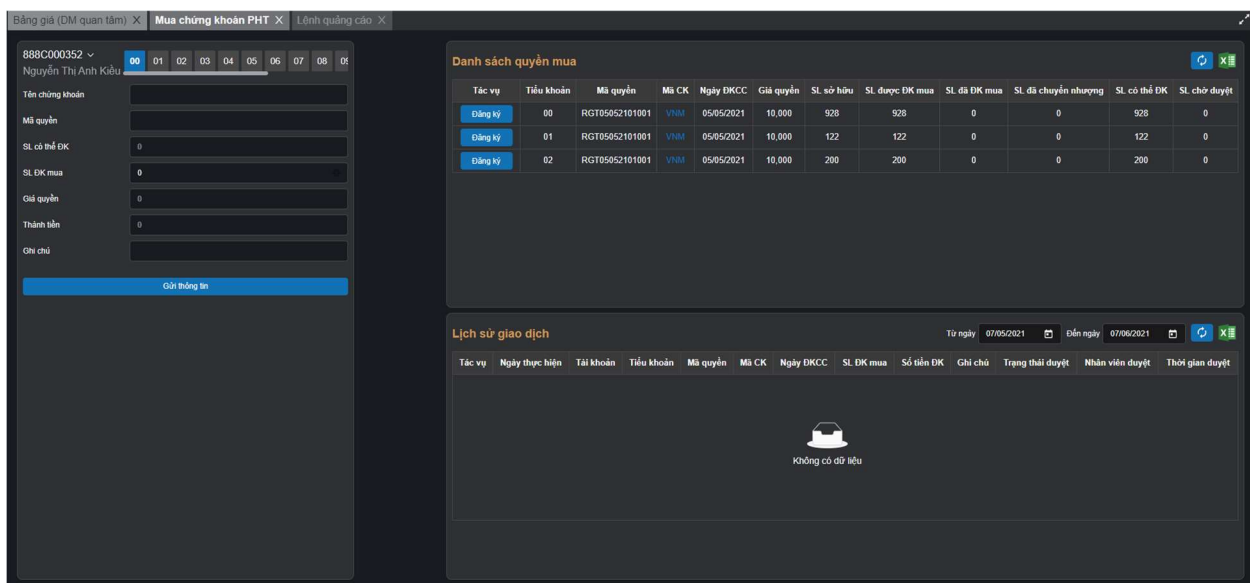 Bảng giá (DM quan tâm) X Mua chứng khoán PHT X Lệnh quảng cáo X
888C000352
Nguyễn Thị Anh Kiều
00 01 02 03 04 05 06 07 08
Tên chứng khoán
Mã quyền
SL có thể ĐK 0
SL ĐK mua 0
Giá quyền 0
Thành tiền 0
Ghi chú
Gửi thông tin
Danh sách quyền mua
Tác vụ Tiểu khoản Mã quyền Mã CK Ngày ĐKCC Giá quyền SL sở hữu SL được ĐK mua SL đã ĐK mua SL đã chuyển nhượng SL có thể ĐK SL chờ duyệt
Đăng ký 00 RGT05052101001 VNM 05/05/2021 10,000 928 928 0 0 928 0
Đăng ký 01 RGT05052101001 VNM 05/05/2021 10,000 122 122 0 0 122 0
Đăng ký 02 RGT05052101001 VNM 05/05/2021 10,000 200 200 0 0 200 0
Lịch sử giao dịch
Từ ngày 07/05/2021 Đến ngày 07/06/2021
Tác vụ Ngày thực hiện Tài khoản Tiểu khoản Mã quyền Mã CK Ngày ĐKCC SL ĐK mua Số tiền ĐK Ghi chú Trạng thái duyệt Nhân viên duyệt Thời gian duyệt
Không có dữ liệu